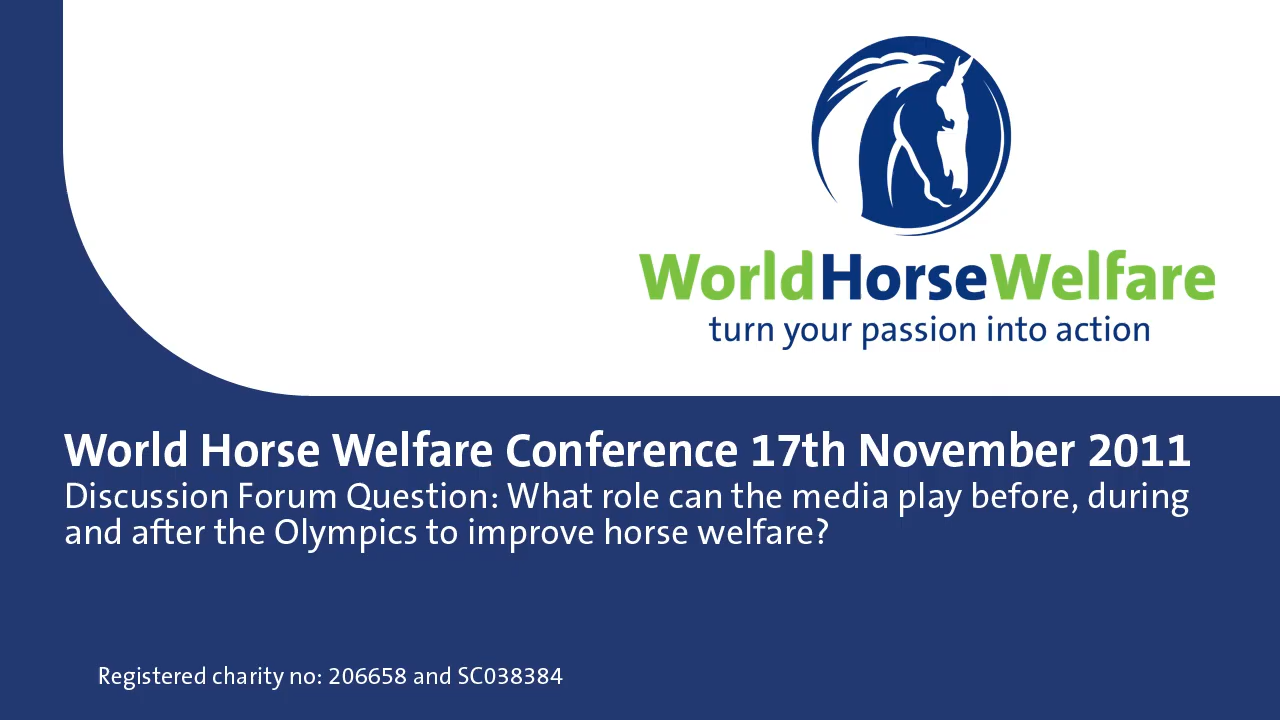 WorldHorseWelfare
turn your passion into action
World Horse Welfare Conference 17th November 2011
Discussion Forum Question: What role can the media play before, during
and after the Olympics to improve horse welfare?
Registered charity no: 206658 and SC038384